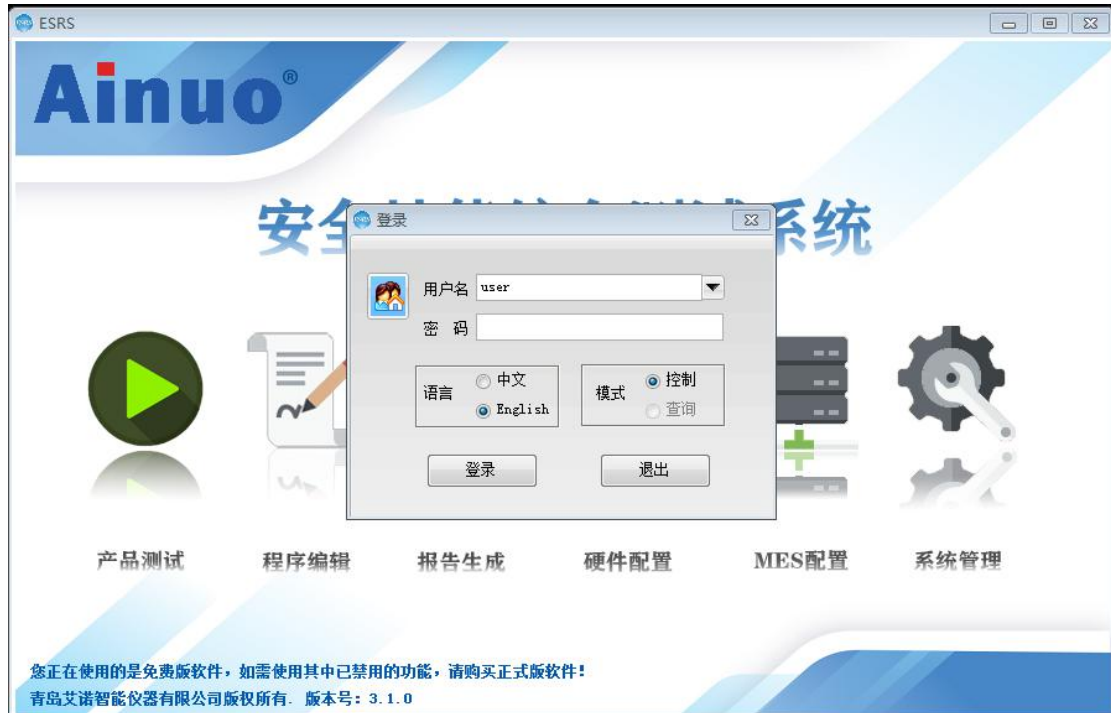 ESRS
Ainuo®
安全
系统
登录
用户名 user
密 码
语言
中文
English
模式
控制
查询
登录
退出
产品测试
程序编辑
报告生成
硬件配置
MES配置
系统管理
您正在使用的是免费版软件，如需使用其中已禁用的功能，请购买正式版软件！
青岛艾诺智能仪器有限公司版权所有. 版本号：3.1.0